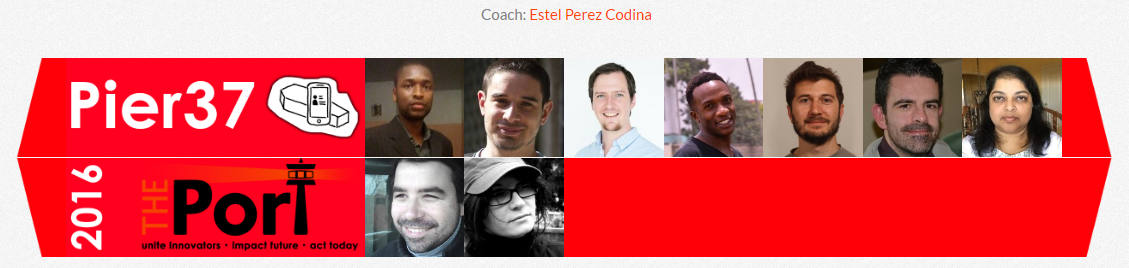 Coach: Estel Perez Codina
Pier37
2016
THE
Port
unite innovators · impact future · act today